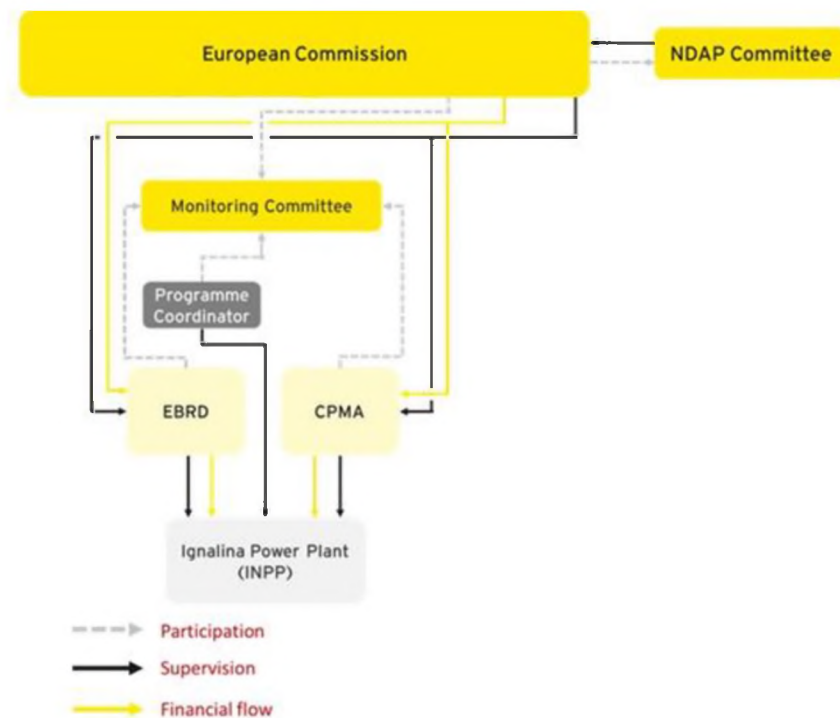 European Commission
NDAP Committee
Monitoring Committee
Programme
Coordinator
EBRD
CPMA
Ignalina Power Plant
(INPP)
Participation
Supervision
Financial flow